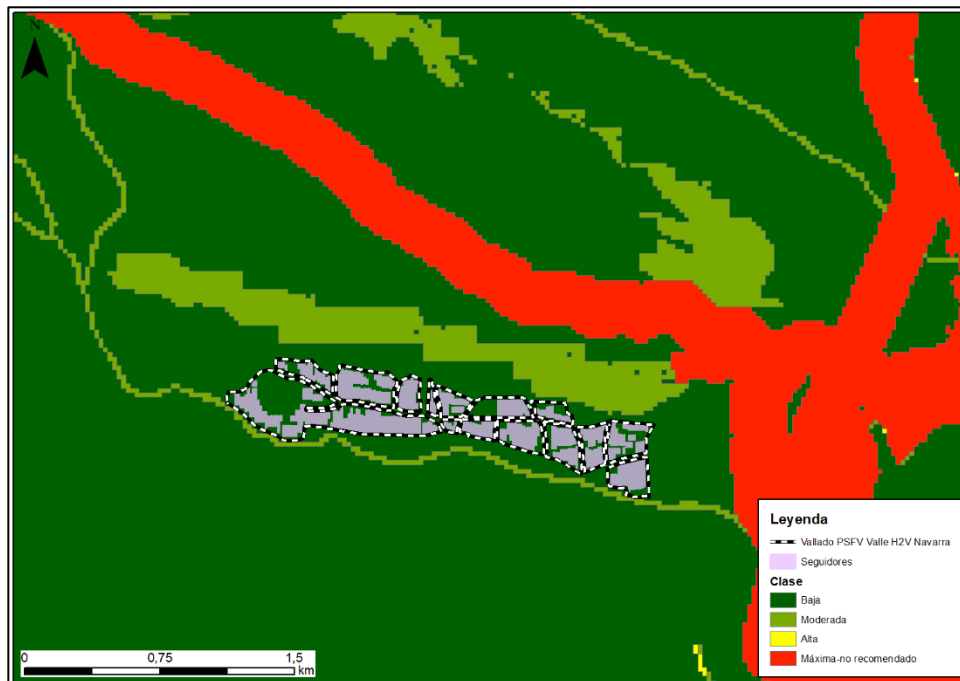 N
Leyenda
Vallado PSFV Valle H2V Navarra
Seguidores
Clase
Baja
Moderada
Alta
Máxima-no recomendado
0 0,75 1,5
km